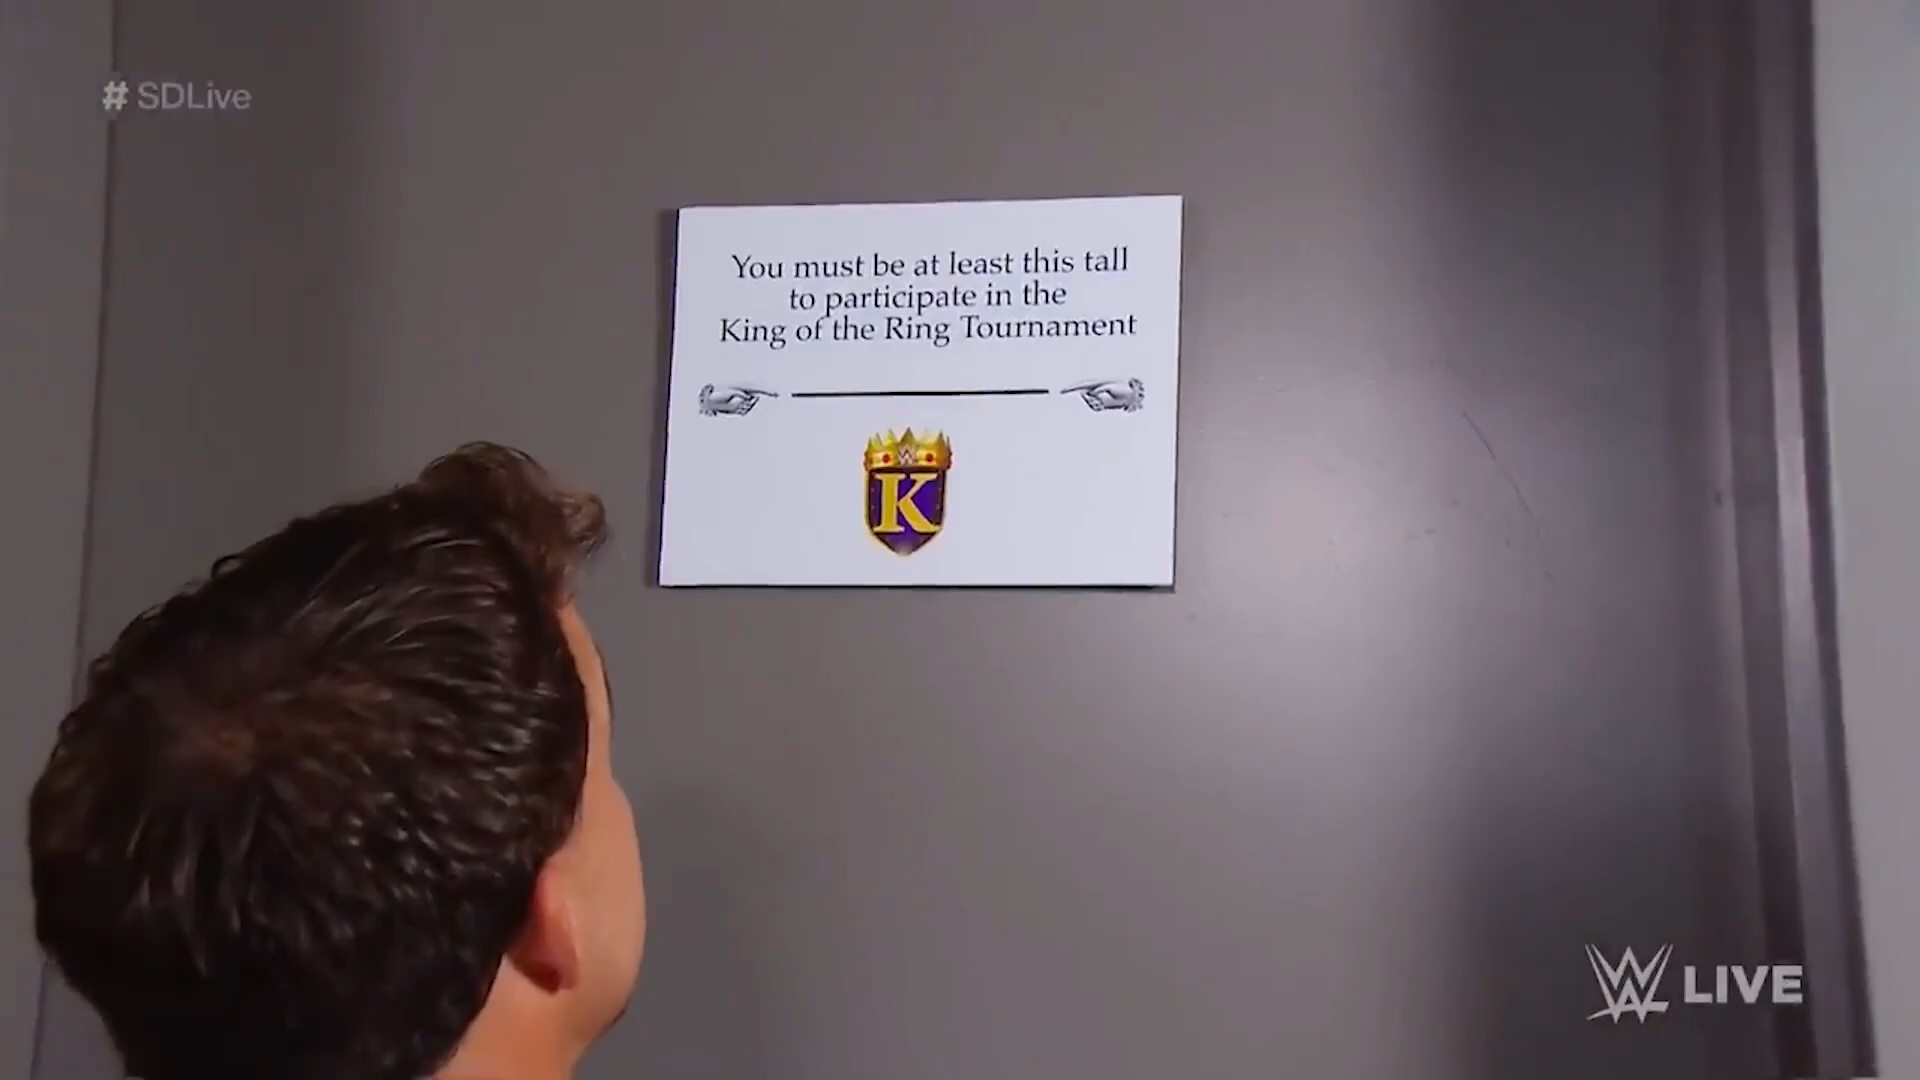 # SDLive
You must be at least this tall
to participate in the
King of the Ring Tournament
W
K
W LIVE